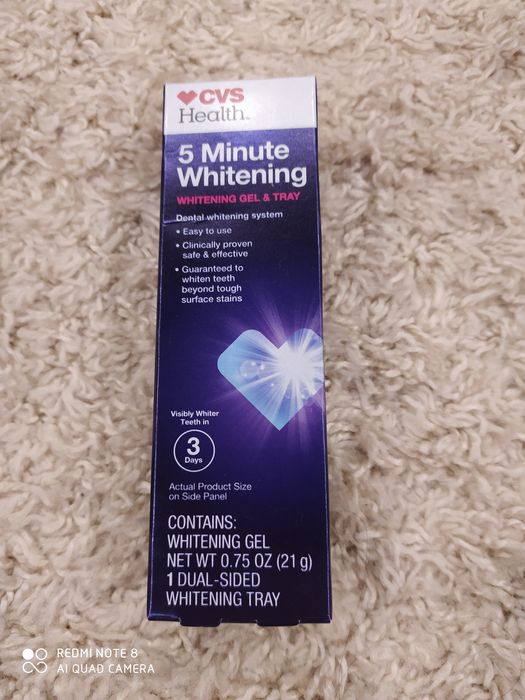 CVS
Health™
5 Minute
Whitening
WHITENING GEL & TRAY
Dental whitening system
• Easy to use
• Clinically proven
safe & effective
• Guaranteed to
whiten teeth
beyond tough
surface stains
Visibly Whiter
Teeth in
3
Days
Actual Product Size
on Side Panel
CONTAINS:
WHITENING GEL
NET WT 0.75 OZ (21 g)
1 DUAL-SIDED
WHITENING TRAY
REDMI NOTE 8
AI QUAD CAMERA